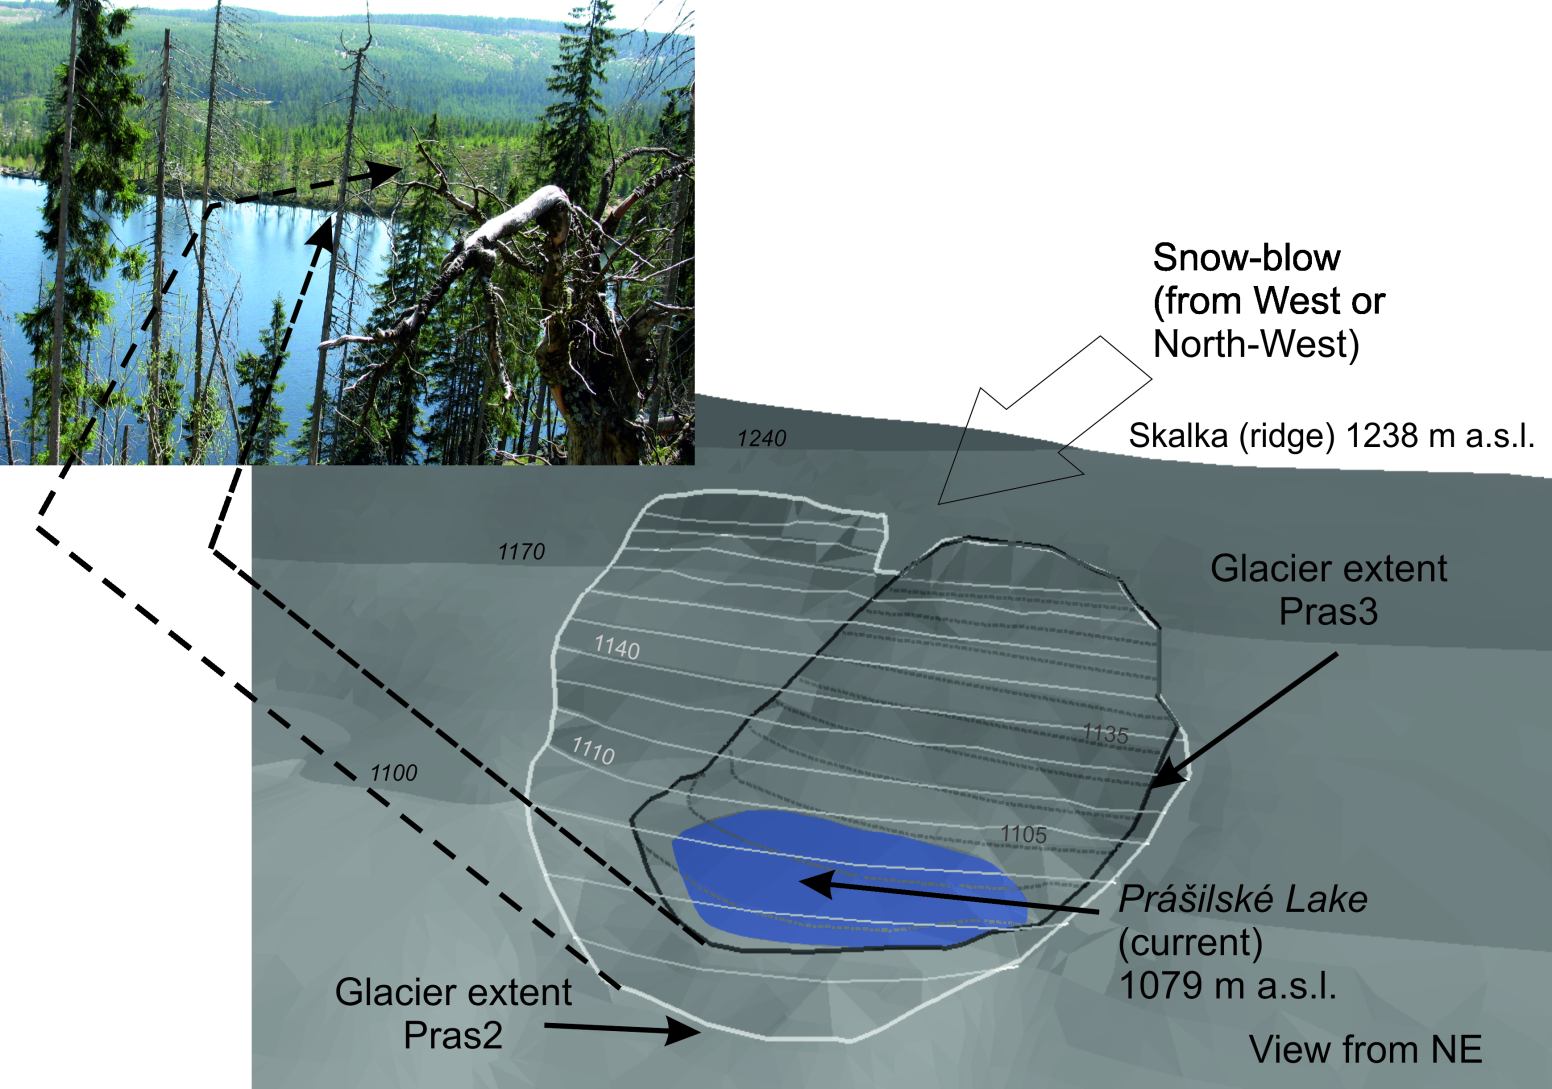 Snow-blow
(from West or
North-West)
1240
Skalka (ridge) 1238 m a.s.l.
1170
Glacier extent
Pras3
1140
1135
1110
1100
1105
Prášilské Lake
(current)
1079 m a.s.l.
Glacier extent
Pras2
View from NE